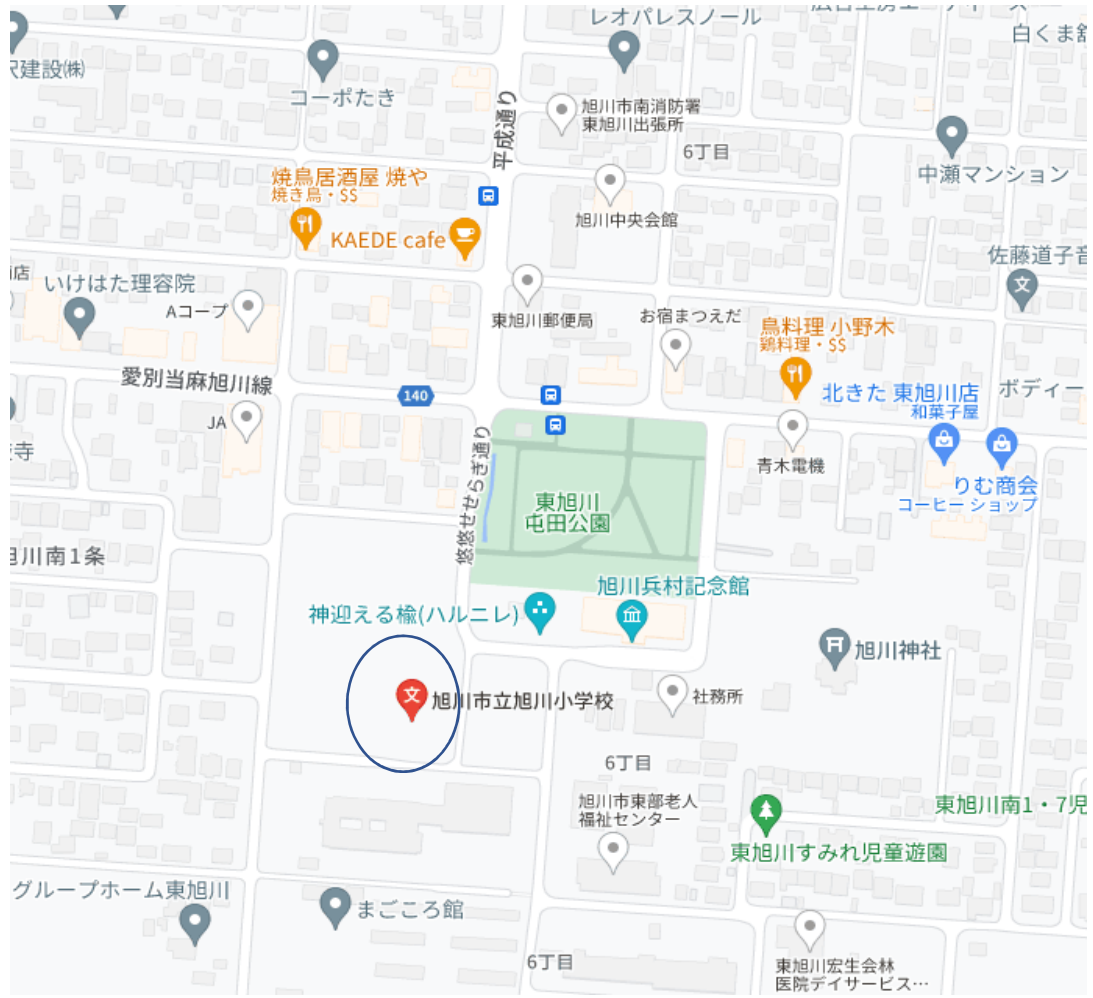 レオパレスノール
白くま
沢建設㈱
コーポたき
平成通り
旭川市南消防署
東旭川出張所
6丁目
中瀬マンション
焼鳥居酒屋 焼や
焼き鳥・$$
旭川中央会館
KAEDE cafe
佐藤道子音
店
いけはた理容院
Aコープ
東旭川郵便局
お宿まつえだ
鳥料理 小野木
鶏料理・$$
愛別当麻旭川線
140
北きた 東旭川店
和菓子屋
ボディー
JA
寺
悠悠せせらぎ通り
青木電機
東旭川
屯田公園
りむ商会
コーヒー ショップ
旭川南1条
旭川兵村記念館
神迎える楡(ハルニレ)
旭川神社
旭川市立旭川小学校
社務所
6丁目
旭川市東部老人
福祉センター
東旭川南1・7児
東旭川すみれ児童遊園
グループホーム東旭川
まごころ館
6丁目
東旭川宏生会林
医院デイサービス…